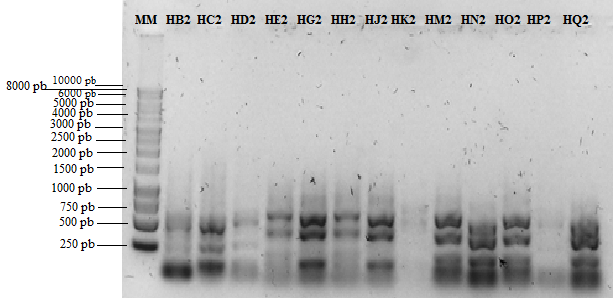 MM HB2 HC2 HD2 HE2 HG2 HH2 HJ2 HK2 HM2 HN2 HO2 HP2 HQ2
10000 pb
8000 pb
6000 pb
5000 pb
4000 pb
3000 pb
2500 pb
2000 pb
1500 pb
1000 pb
750 pb
500 pb
250 pb